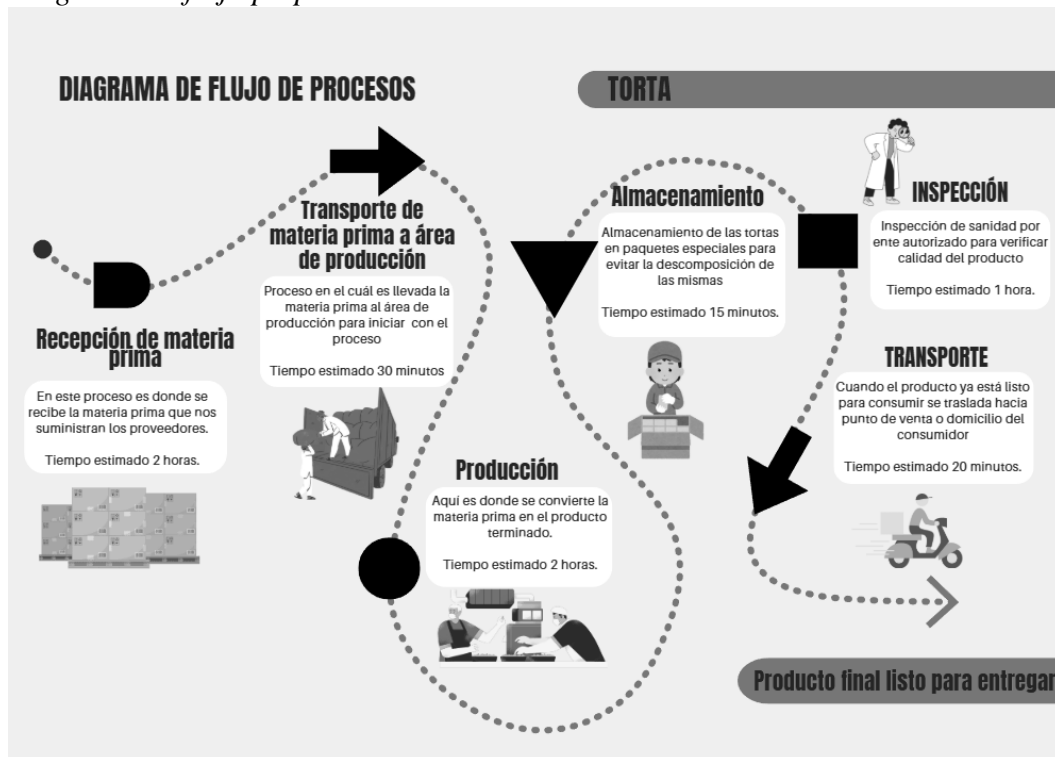 DIAGRAMA DE FLUJO DE PROCESOS
TORTA
Recepción de materia
prima
En este proceso es donde se
recibe la materia prima que nos
suministran los proveedores.
Tiempo estimado 2 horas.
Transporte de
materia prima a área
de producción
Proceso en el cuál es llevada la
materia prima al área de
producción para iniciar con el
proceso
Tiempo estimado 30 minutos
Producción
Aquí es donde se convierte la
materia prima en el producto
terminado.
Tiempo estimado 2 horas.
Almacenamiento
Almacenamiento de las tortas
en paquetes especiales para
evitar la descomposición de
las mismas
Tiempo estimado 15 minutos.
INSPECCIÓN
Inspección de sanidad por
ente autorizado para verificar
calidad del producto
Tiempo estimado 1 hora.
TRANSPORTE
Cuando el producto ya está listo
para consumir se traslada hacia
punto de venta o domicilio del
consumidor
Tiempo estimado 20 minutos.
Producto final listo para entregar